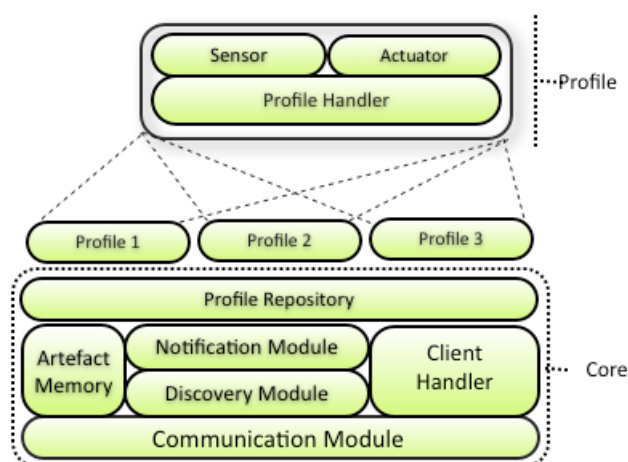 Sensor
Actuator
Profile Handler
Profile
Profile 1
Profile 2
Profile 3
Profile Repository
Artefact
Memory
Notification Module
Discovery Module
Client
Handler
Core
Communication Module